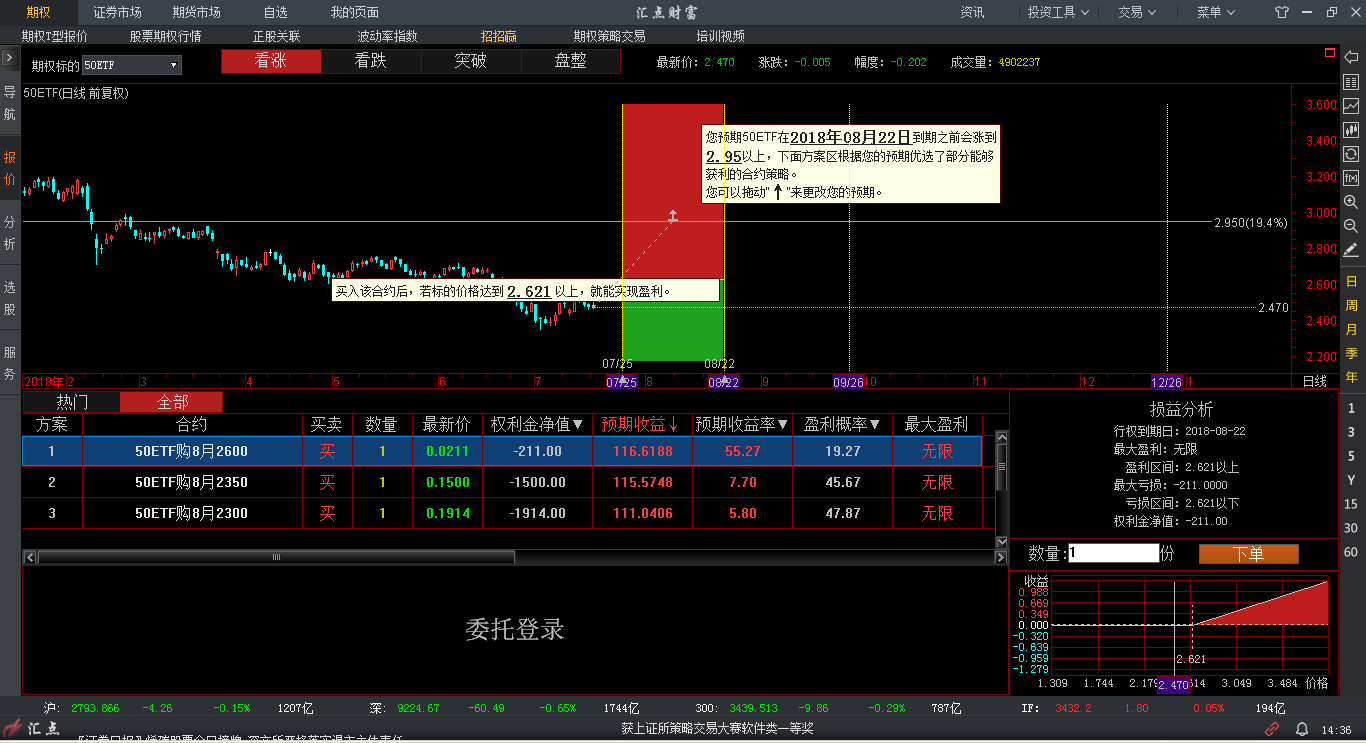 期权 证券市场 期货市场 自选 我的页面 汇点财富 资讯 投资工具 交易 菜单
期权T型报价 股票期权行情 正股关联 波动率指数 招招赢 期权策略交易 培训视频
期权标的 50ETF 看涨 看跌 突破 盘整 最新价: 2.470 涨跌: -0.005 幅度: -0.202 成交量: 4902237
导航
报价
分析
选股
服务
50ETF(日线 前复权)
您预期50ETF在2018年08月22日到期之前会涨到
2.95以上，下面方案区根据您的预期优选了部分能够
获利的合约策略。
您可以拖动"↑"来更改您的预期。
买入该合约后，若标的价格达到 2.621 以上，就能实现盈利。
3.600
3.400
3.200
3.000
2.950(19.4%)
2.800
2.600
2.470
2.400
2.200
07/25 08/22
2018年 2 3 4 5 6 7 07/25 8 08/22 9 09/26 10 11 12 12/26 1 日线
日
周
月
季
年
1
3
5
Y
15
30
60
热门 全部
方案 合约 买卖 数量 最新价 权利金净值▼ 预期收益↓ 预期收益率▼ 盈利概率▼ 最大盈利
1 50ETF购8月2600 买 1 0.0211 -211.00 116.6188 55.27 19.27 无限
2 50ETF购8月2350 买 1 0.1500 -1500.00 115.5748 7.70 45.67 无限
3 50ETF购8月2300 买 1 0.1914 -1914.00 111.0406 5.80 47.87 无限
委托登录
损益分析
行权到期日: 2018-08-22
最大盈利: 无限
盈利区间: 2.621以上
最大亏损: -211.0000
亏损区间: 2.621以下
权利金净值: -211.00
数量: 1 份 下单
收益
0.988
0.669
0.349
0.000
-0.320
-0.639
-0.959
-1.279
2.621
1.309 1.744 2.179 2.470 3.049 3.484 价格
沪: 2793.866 -4.26 -0.15% 1207亿 深: 9224.67 -60.49 -0.65% 1744亿 300: 3439.513 -9.86 -0.29% 787亿 IF: 3432.2 1.80 0.05% 194亿
汇点 获上证所策略交易大赛软件类一等奖 14:36